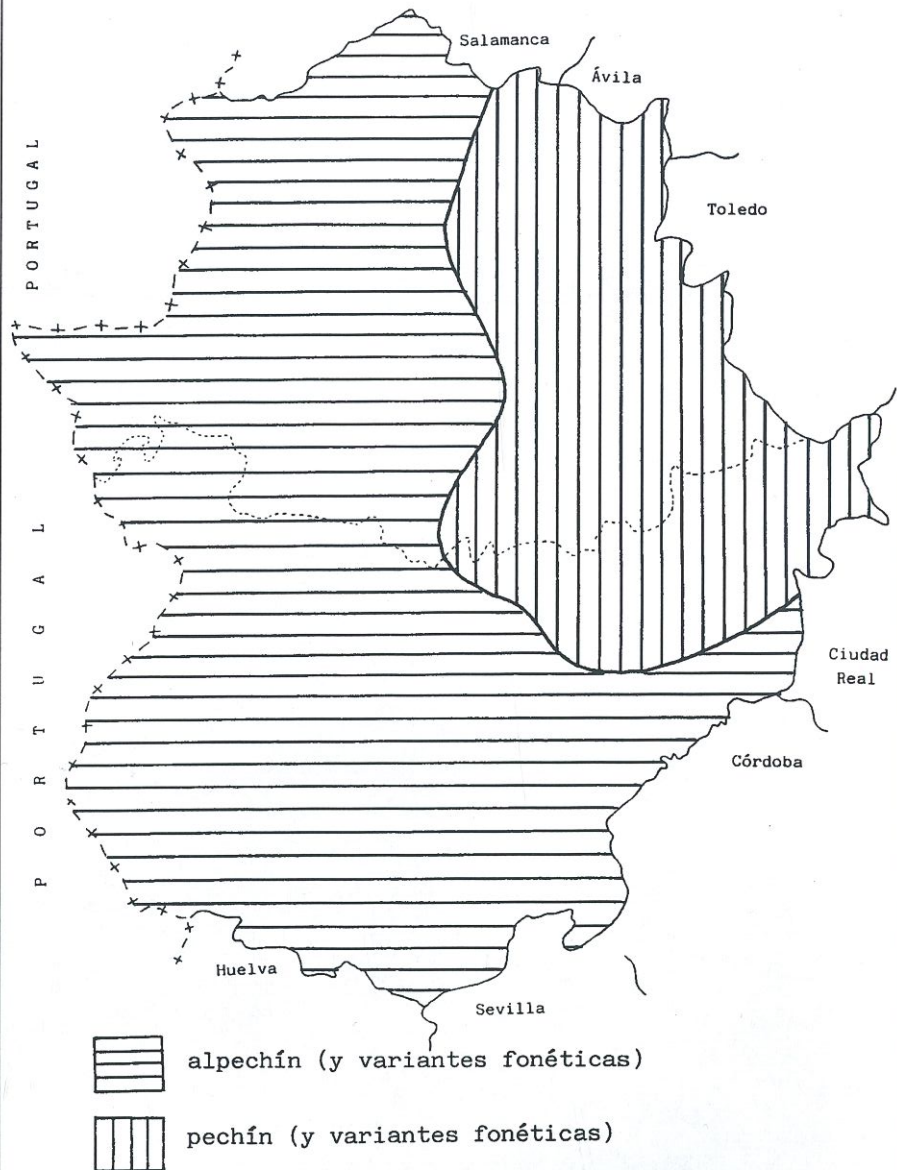 Salamanca
Ávila
PORTUGAL
Toledo
PORTUGAL
Ciudad
Real
Córdoba
Huelva
Sevilla
alpechín (y variantes fonéticas)
pechín (y variantes fonéticas)